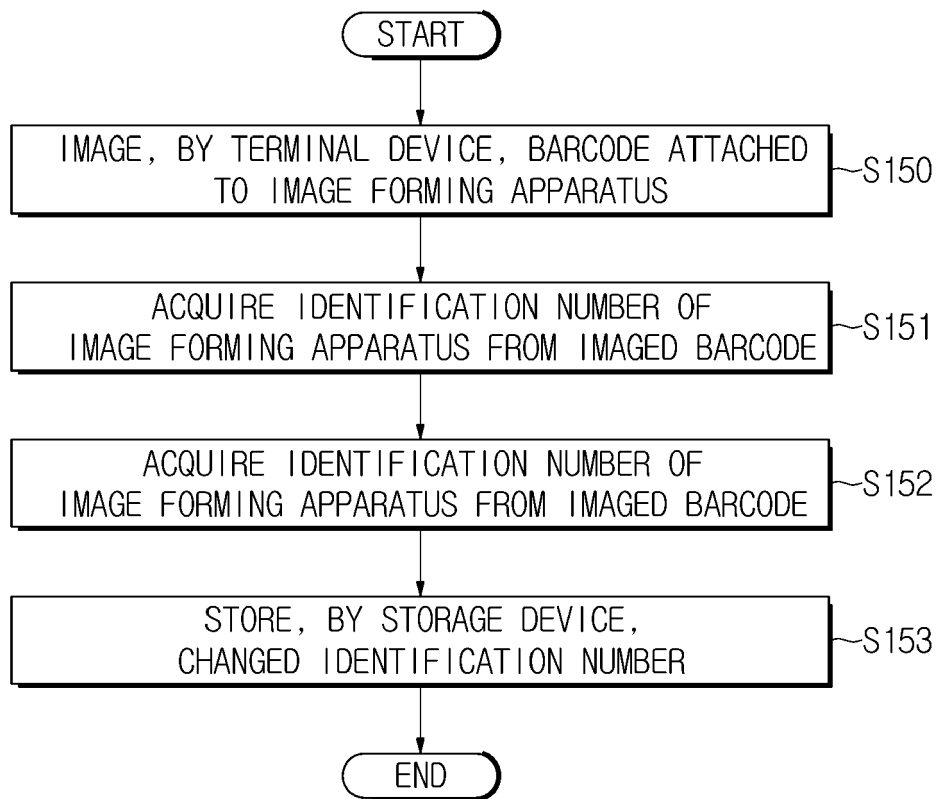 START
IMAGE, BY TERMINAL DEVICE, BARCODE ATTACHED
TO IMAGE FORMING APPARATUS
S150
ACQUIRE IDENTIFICATION NUMBER OF
IMAGE FORMING APPARATUS FROM IMAGED BARCODE
S151
ACQUIRE IDENTIFICATION NUMBER OF
IMAGE FORMING APPARATUS FROM IMAGED BARCODE
S152
STORE, BY STORAGE DEVICE,
CHANGED IDENTIFICATION NUMBER
S153
END